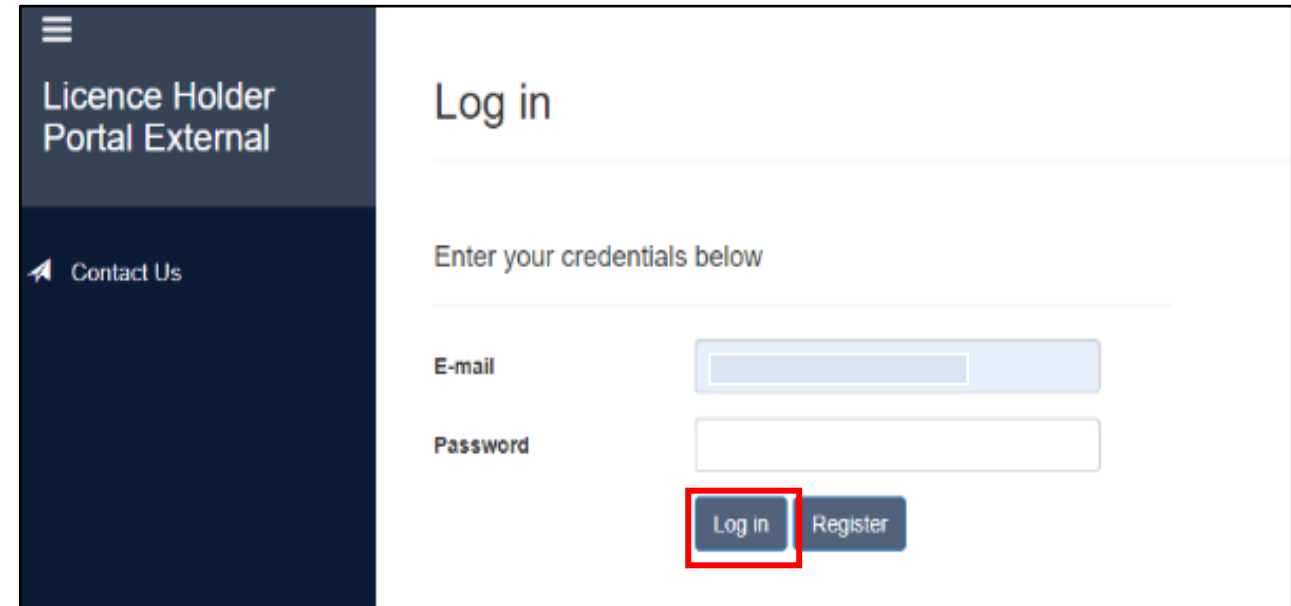 Licence Holder
Portal External
Contact Us
Log in
Enter your credentials below
E-mail
Password
Log in
Register